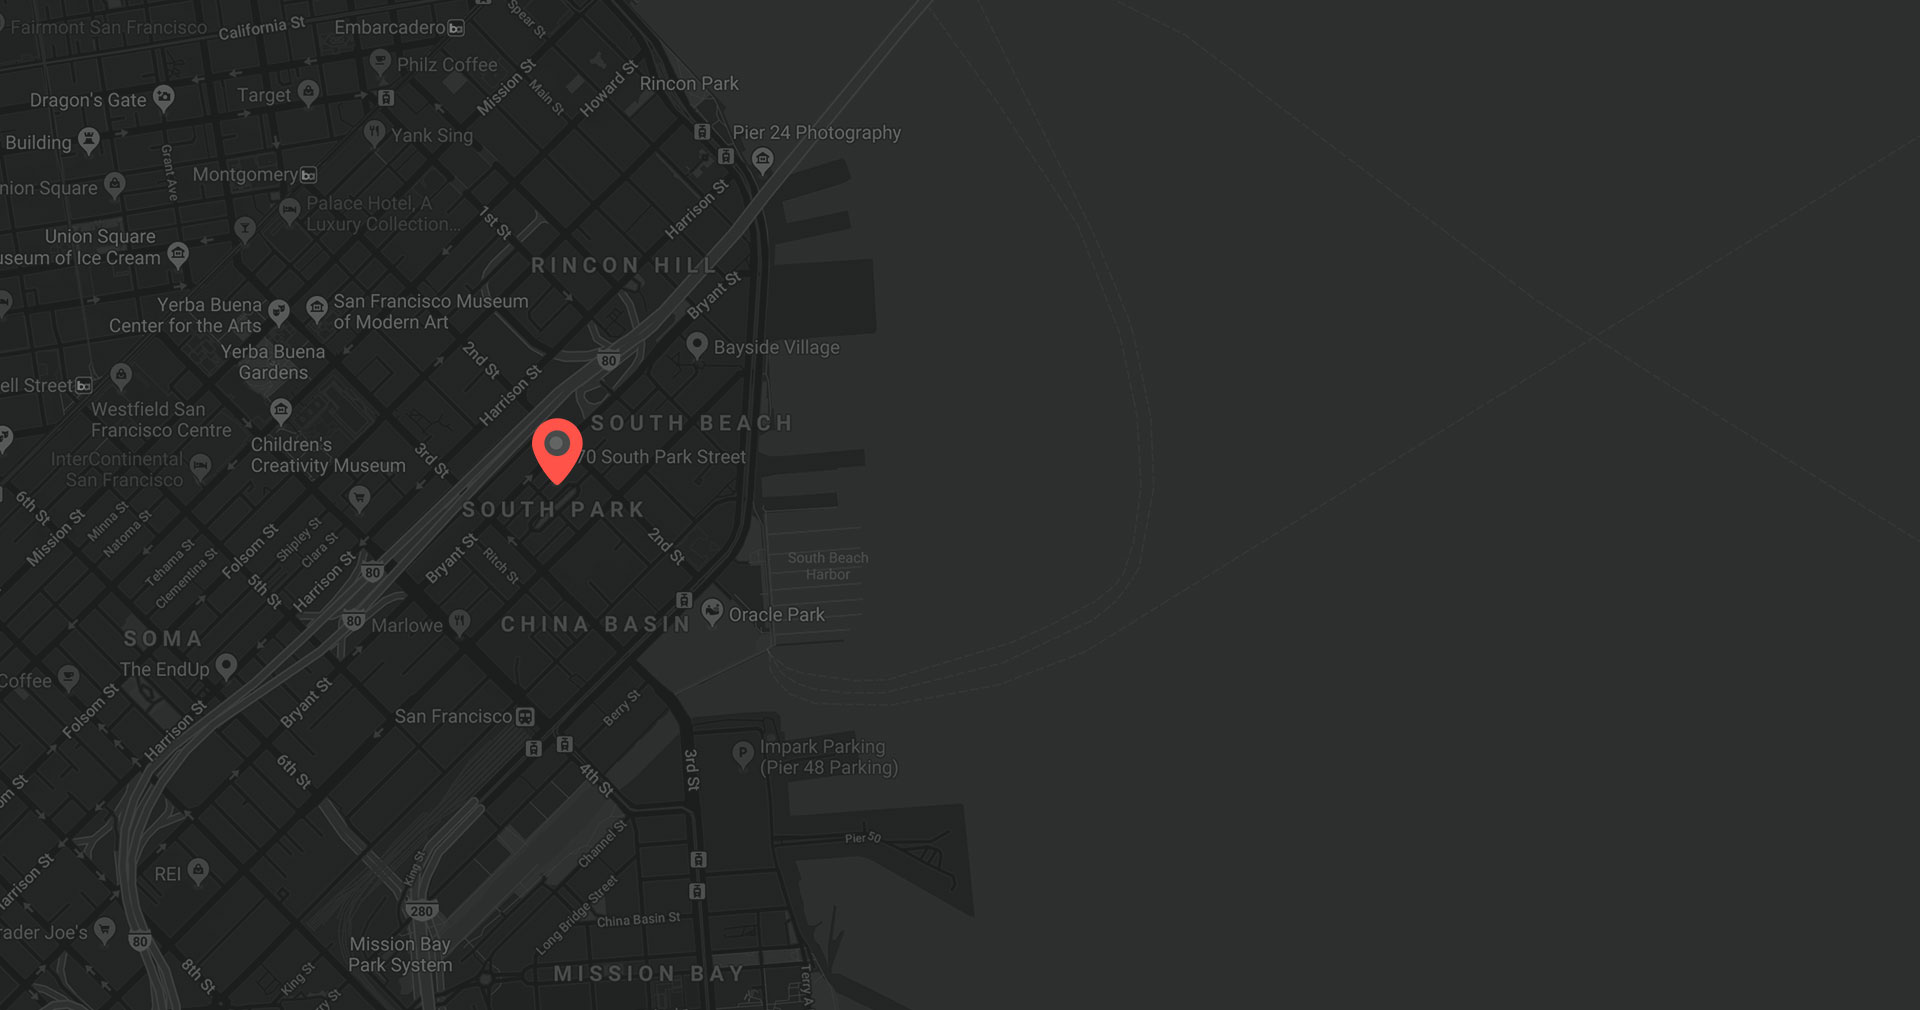 Fairmont San Francisco
California St
Embarcadero
Spear St
Philz Coffee
Mission St
Main St
Howard St
Rincon Park
Dragon's Gate
Target
Building
Yank Sing
Pier 24 Photography
Grant Ave
Montgomery
nion Square
Palace Hotel, A
Luxury Collection...
1st St
Harrison St
Union Square
useum of Ice Cream
RINCON HILL
Bryant St
Yerba Buena
Center for the Arts
San Francisco Museum
of Modern Art
Yerba Buena
Gardens
2nd St
80
Bayside Village
ell Street
Harrison St
Westfield San
Francisco Centre
SOUTH BEACH
Children's
Creativity Museum
3rd St
70 South Park Street
InterContinental
San Francisco
SOUTH PARK
6th St
Mission St
Minna St
Natoma St
Tehama St
Clementina St
Folsom St
Shipley St
Clara St
5th St
Harrison St
80
Bryant St
Ritch St
2nd St
South Beach
Harbor
80
Marlowe
CHINA BASIN
Oracle Park
SOMA
The EndUp
Coffee
Folsom St
Harrison St
Bryant St
San Francisco
Berry St
6th St
4th St
3rd St
P
Impark Parking
(Pier 48 Parking)
om St
Pier 50
Channel St
King St
REI
arrison St
280
Long Bridge Street
China Basin St
rader Joe's
80
Mission Bay
Park System
8th St
King St
ry St
MISSION BAY
Terry A